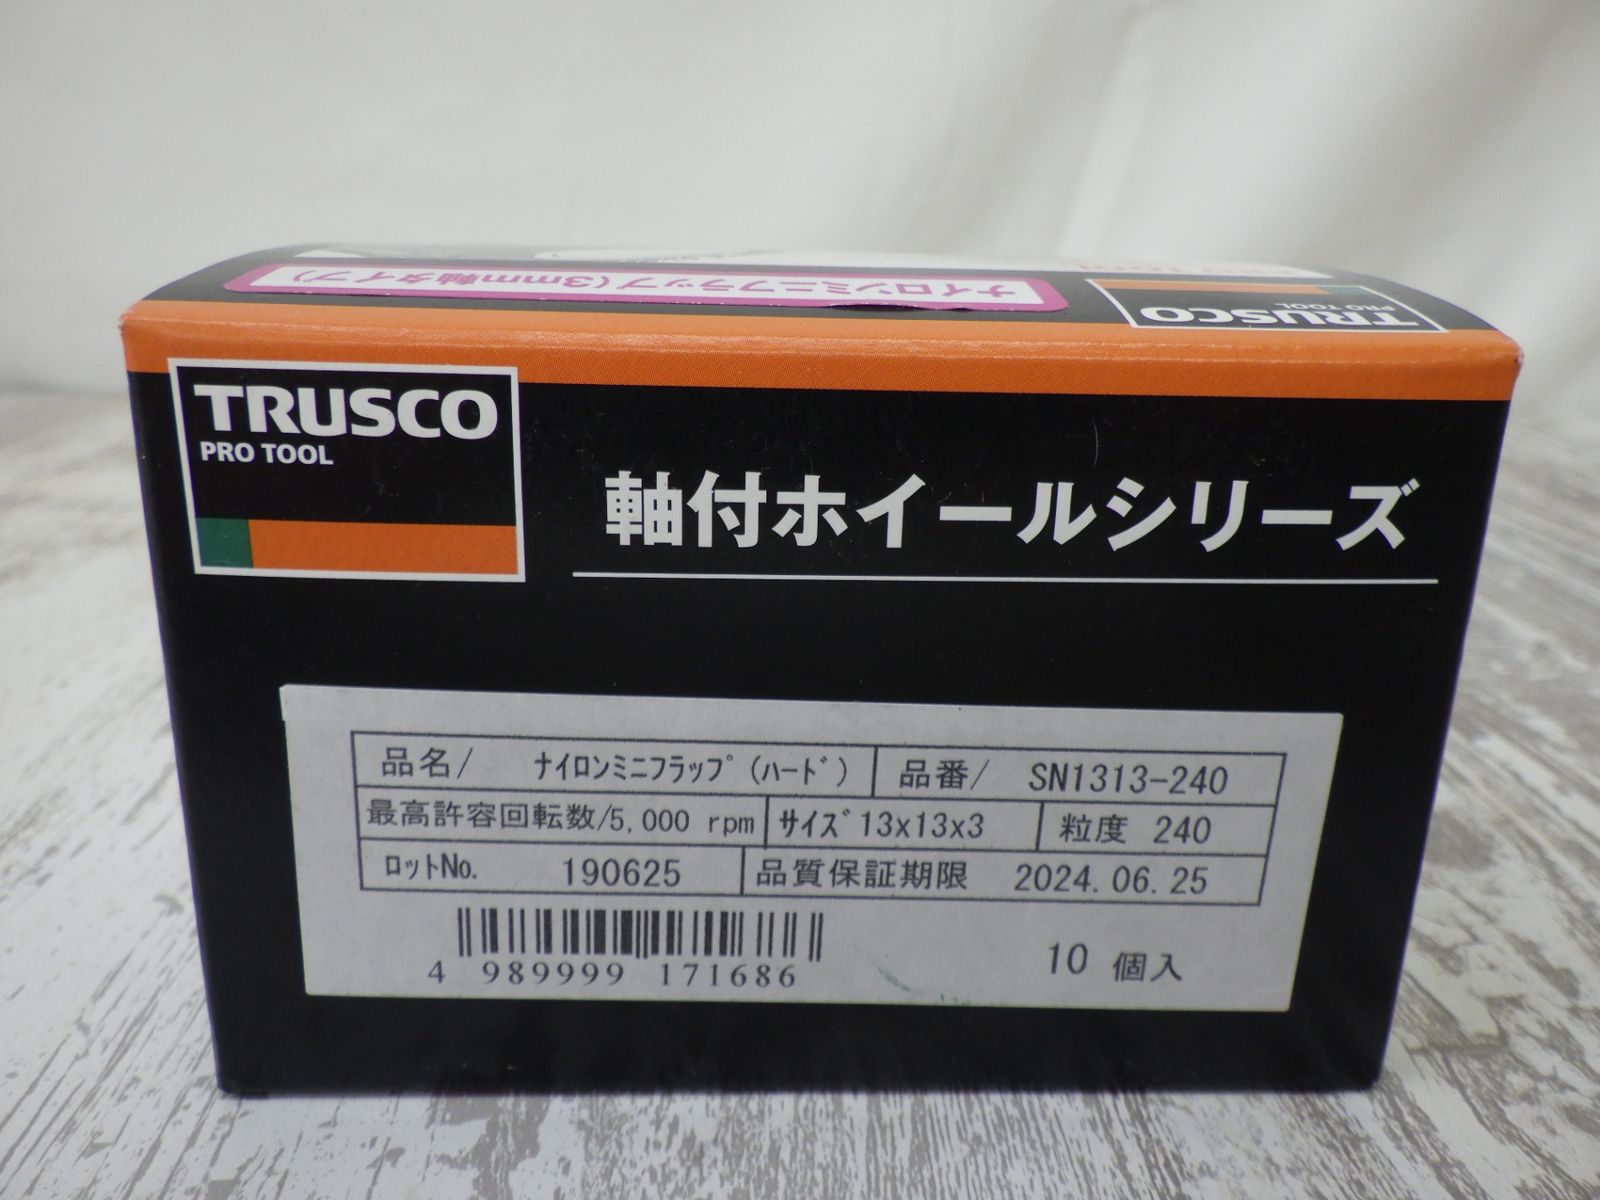 ナイロンミニフラップ(3mm軸タイプ)
TRUSCO
PRO TOOL
TRUSCO
PRO TOOL
軸付ホイールシリーズ
品名/ ﾅｲﾛﾝﾐﾆﾌﾗｯﾌﾟ(ﾊｰﾄﾞ) 品番/ SN1313-240
最高許容回転数/5,000 rpm ｻｲｽﾞ 13x13x3 粒度 240
ﾛｯﾄNo. 190625 品質保証期限 2024.06.25
4 989999 171686
10 個入